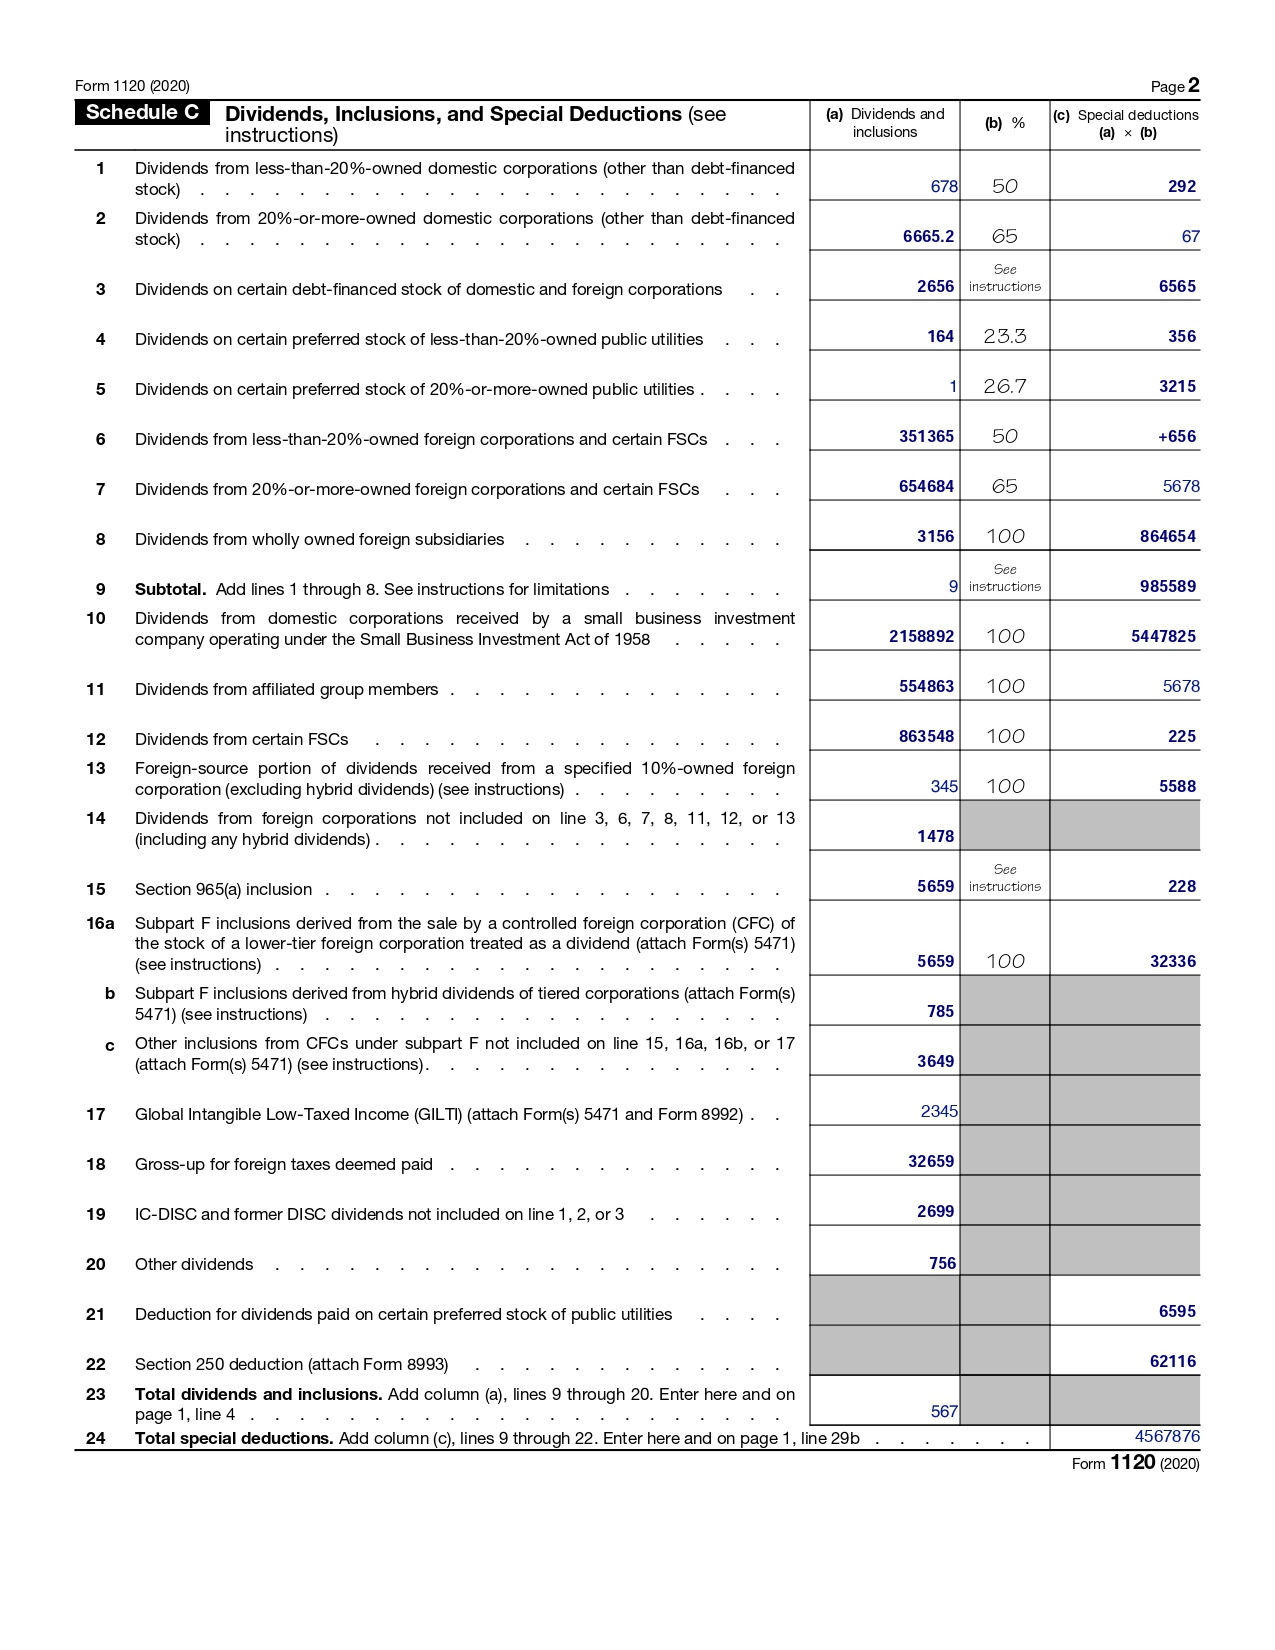 Form 1120 (2020) Page 2
Schedule C Dividends, Inclusions, and Special Deductions (see
instructions)
(a) Dividends and
inclusions
(b) %
(c) Special deductions
(a) × (b)
1 Dividends from less-than-20%-owned domestic corporations (other than debt-financed
stock) . . . . . . . . . . . . . . . . . . . . . . . . 678 50 292
2 Dividends from 20%-or-more-owned domestic corporations (other than debt-financed
stock) . . . . . . . . . . . . . . . . . . . . . . . . 6665.2 65 67
See
3 Dividends on certain debt-financed stock of domestic and foreign corporations . . 2656 instructions 6565
4 Dividends on certain preferred stock of less-than-20%-owned public utilities . . . 164 23.3 356
5 Dividends on certain preferred stock of 20%-or-more-owned public utilities . . . . 1 26.7 3215
6 Dividends from less-than-20%-owned foreign corporations and certain FSCs . . . 351365 50 +656
7 Dividends from 20%-or-more-owned foreign corporations and certain FSCs . . . 654684 65 5678
8 Dividends from wholly owned foreign subsidiaries . . . . . . . . . . . 3156 100 864654
See
9 Subtotal. Add lines 1 through 8. See instructions for limitations . . . . . . . 9 instructions 985589
10 Dividends from domestic corporations received by a small business investment
company operating under the Small Business Investment Act of 1958 . . . . . 2158892 100 5447825
11 Dividends from affiliated group members . . . . . . . . . . . . . . 554863 100 5678
12 Dividends from certain FSCs . . . . . . . . . . . . . . . . . 863548 100 225
13 Foreign-source portion of dividends received from a specified 10%-owned foreign
corporation (excluding hybrid dividends) (see instructions) . . . . . . . . . 345 100 5588
14 Dividends from foreign corporations not included on line 3, 6, 7, 8, 11, 12, or 13
(including any hybrid dividends) . . . . . . . . . . . . . . . . . 1478
See
15 Section 965(a) inclusion . . . . . . . . . . . . . . . . . . . 5659 instructions 228
16a Subpart F inclusions derived from the sale by a controlled foreign corporation (CFC) of
the stock of a lower-tier foreign corporation treated as a dividend (attach Form(s) 5471)
(see instructions) . . . . . . . . . . . . . . . . . . . . . 5659 100 32336
b Subpart F inclusions derived from hybrid dividends of tiered corporations (attach Form(s)
5471) (see instructions) . . . . . . . . . . . . . . . . . . . 785
c Other inclusions from CFCs under subpart F not included on line 15, 16a, 16b, or 17
(attach Form(s) 5471) (see instructions) . . . . . . . . . . . . . . . 3649
17 Global Intangible Low-Taxed Income (GILTI) (attach Form(s) 5471 and Form 8992) . . 2345
18 Gross-up for foreign taxes deemed paid . . . . . . . . . . . . . . 32659
19 IC-DISC and former DISC dividends not included on line 1, 2, or 3 . . . . . . 2699
20 Other dividends . . . . . . . . . . . . . . . . . . . . . 756
21 Deduction for dividends paid on certain preferred stock of public utilities . . . . 6595
22 Section 250 deduction (attach Form 8993) . . . . . . . . . . . . . 62116
23 Total dividends and inclusions. Add column (a), lines 9 through 20. Enter here and on
page 1, line 4 . . . . . . . . . . . . . . . . . . . . . . 567
24 Total special deductions. Add column (c), lines 9 through 22. Enter here and on page 1, line 29b . . . . . . . 4567876
Form 1120 (2020)